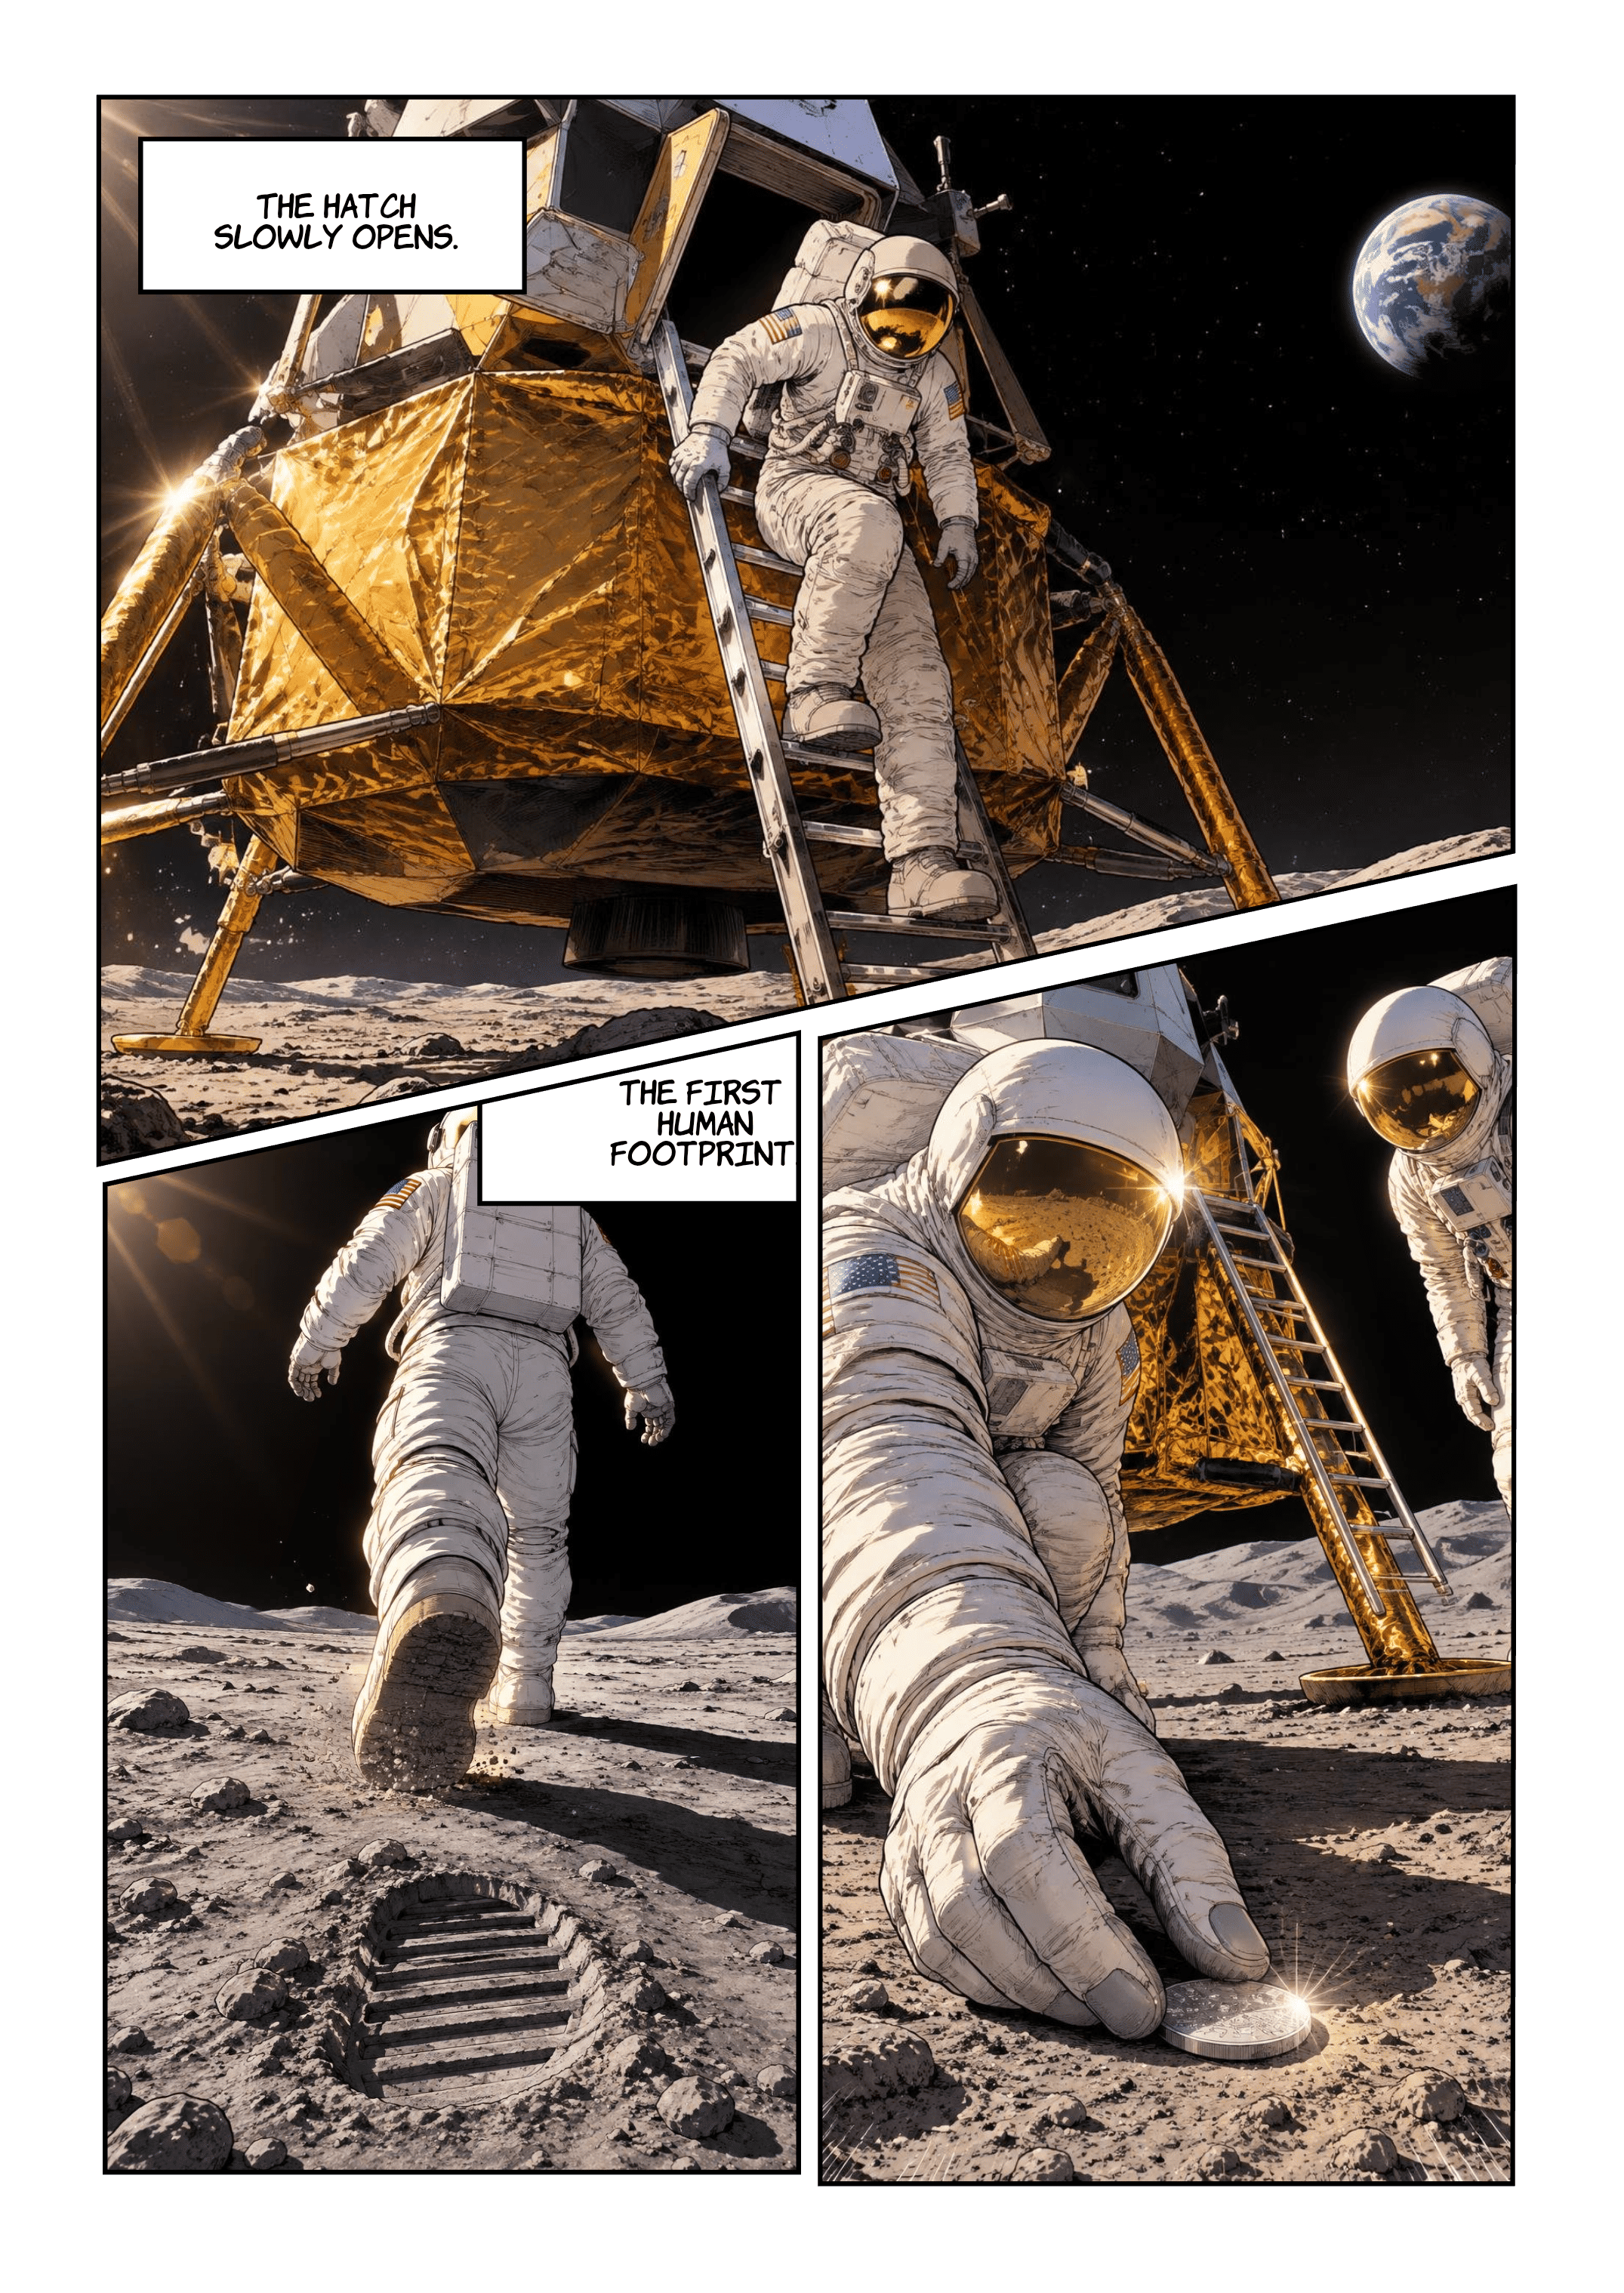 THE HATCH
SLOWLY OPENS.
THE FIRST
HUMAN
FOOTPRINT